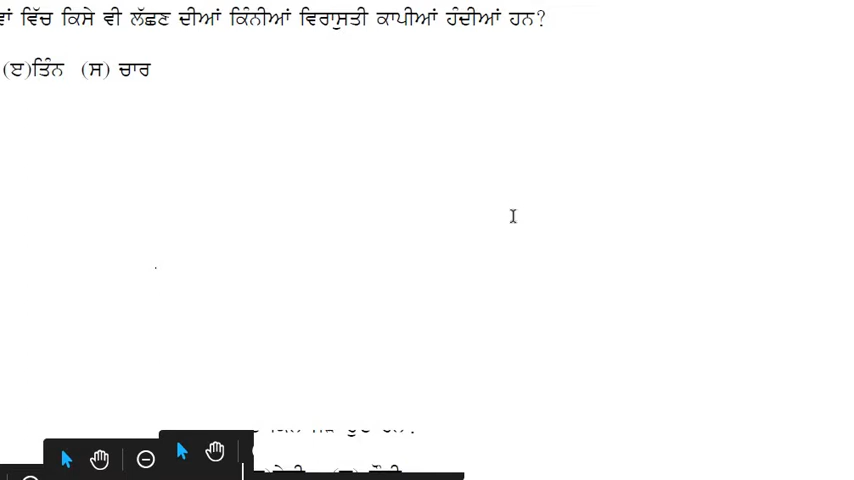 ਵਿੱਚ ਕਿਸੇ ਵੀ ਲੱਛਣ ਦੀਆਂ ਕਿੰਨੀਆਂ ਵਿਰਾਸਤੀ ਕਾਪੀਆਂ ਹੰਦੀਆਂ ਹਨ?
(ੲ)ਤਿੰਨ (ਸ) ਚਾਰ